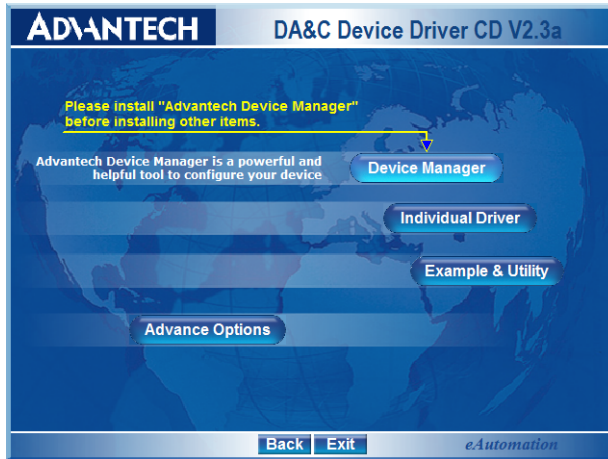 ADVANTECH
DA&C Device Driver CD V2.3a
Please install "Advantech Device Manager"
before installing other items.
Advantech Device Manager is a powerful and
helpful tool to configure your device
Device Manager
Individual Driver
Example & Utility
Advance Options
Back
Exit
eAutomation